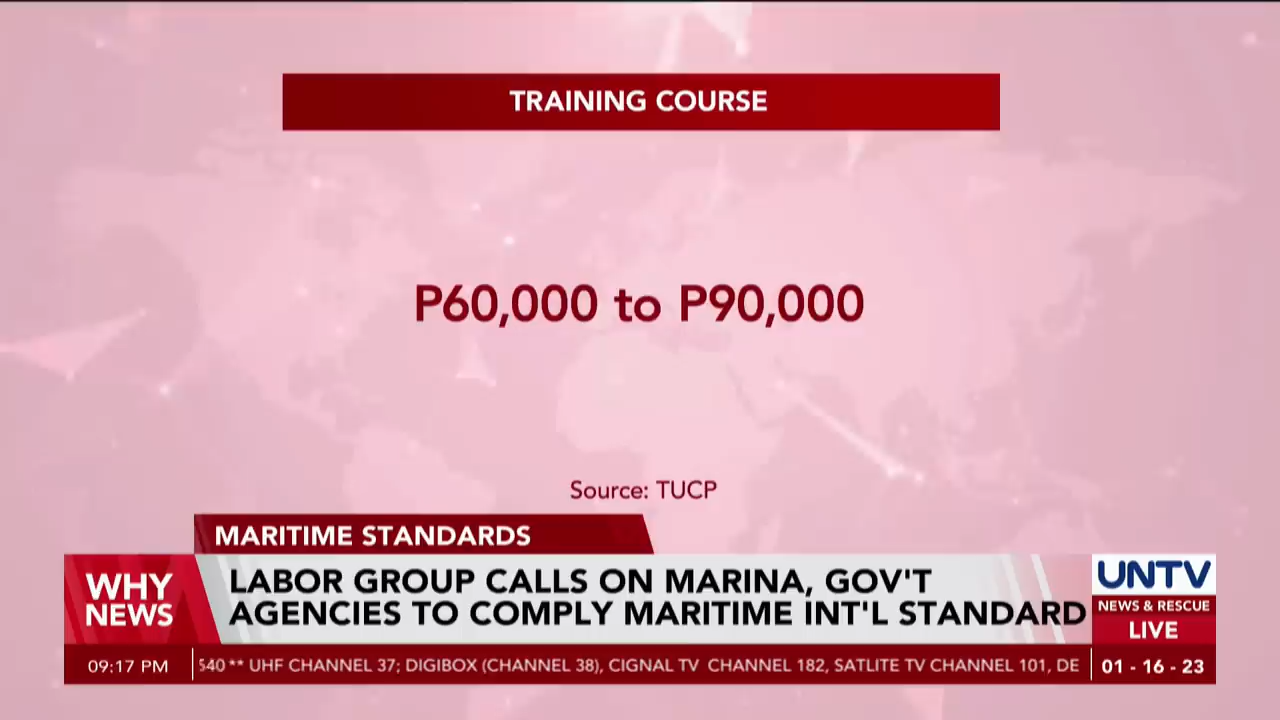 TRAINING COURSE
P60,000 to P90,000
Source: TUCP
MARITIME STANDARDS
WHY
NEWS
LABOR GROUP CALLS ON MARINA, GOV'T
AGENCIES TO COMPLY MARITIME INT'L STANDARD
UNTV
NEWS & RESCUE
LIVE
09:17 PM
540 ** UHF CHANNEL 37; DIGIBOX (CHANNEL 38), CIGNAL TV CHANNEL 182, SATLITE TV CHANNEL 101, DE
01 - 16 - 23